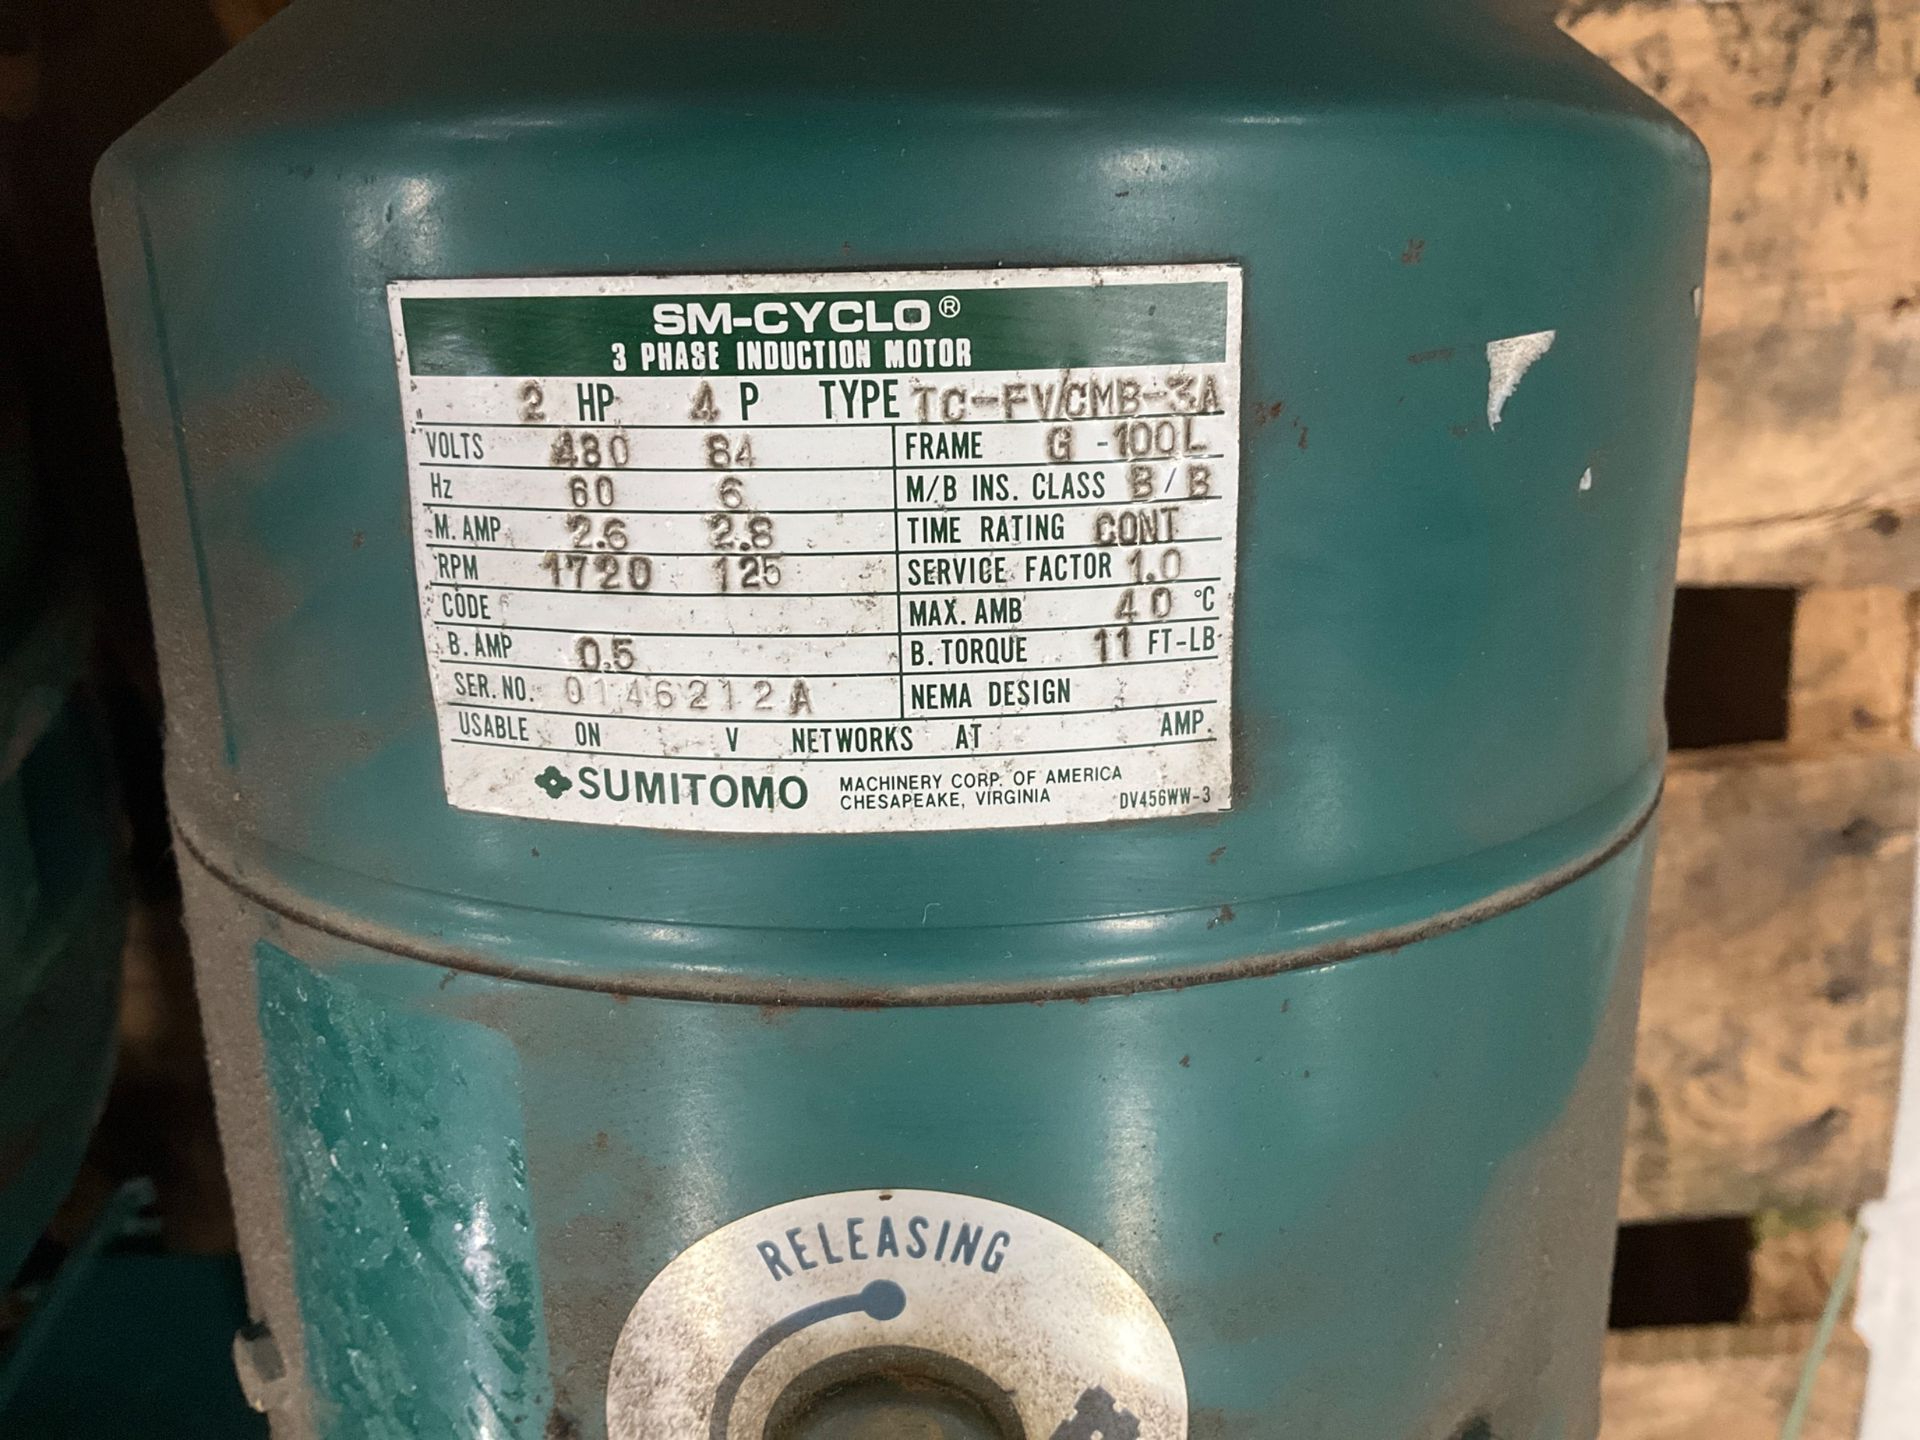 SM-CYCLO®
3 PHASE INDUCTION MOTOR
2 HP 4 P TYPE TC-FV/CMB-3A
VOLTS 480 84 FRAME G -100L
Hz 60 6 M/B INS. CLASS B / B
M. AMP 2.6 2.8 TIME RATING CONT
RPM 1720 125 SERVICE FACTOR 1.0
CODE MAX. AMB 40 °C
B. AMP 0.5 B. TORQUE 11 FT-LB
SER. NO. 0146212A NEMA DESIGN
USABLE ON V NETWORKS AT AMP.
SUMITOMO MACHINERY CORP. OF AMERICA
CHESAPEAKE, VIRGINIA DV456WW-3
RELEASING